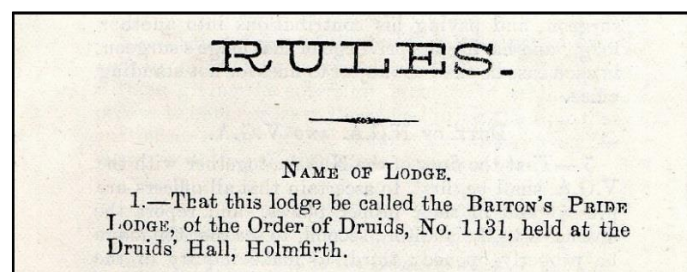 RULES.
NAME OF LODGE.
1.—That this lodge be called the BRITON'S PRIDE
LODGE, of the Order of Druids, No. 1131, held at the
Druids' Hall, Holmfirth.